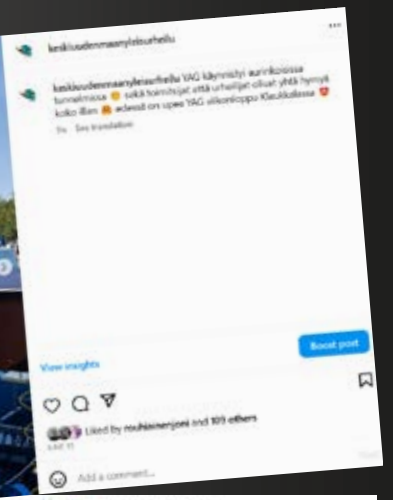 keskiuudenmaanyleisurheilu
keskiuudenmaanyleisurheilu YAG käynnistyi aurinkoisissa
tunnelmissa 😊 sekä toimitsijat että urheilijat olivat yhtä hymyä
koko illan 🤗 edessä on upea YAG viikonloppu Klaukkalassa 😍
See translation
View insights
Boost post
Liked by rouhiainenjoni and 109 others
Add a comment...